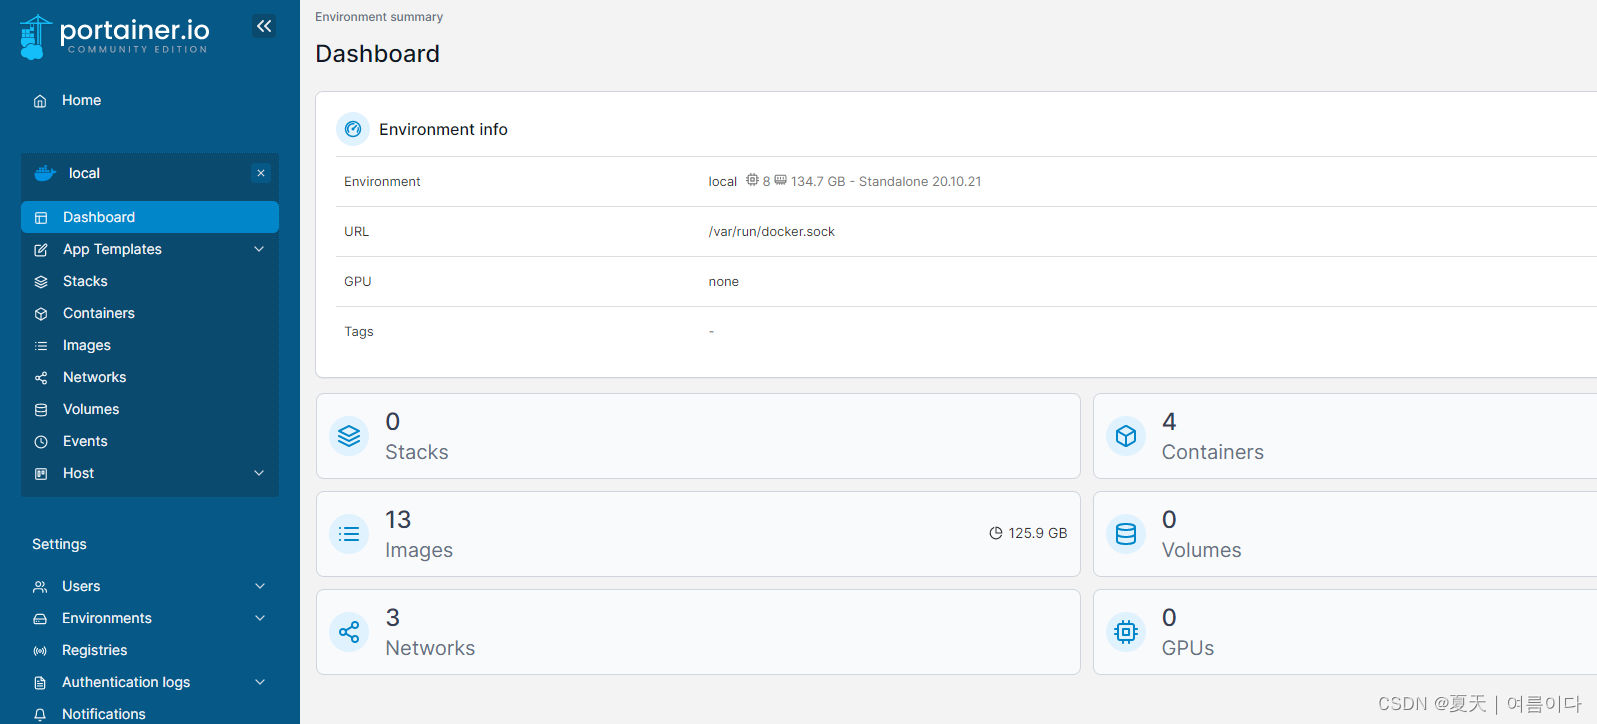 portainer.io
COMMUNITY EDITION
Home
local
Dashboard
App Templates
Stacks
Containers
Images
Networks
Volumes
Events
Host
Settings
Users
Environments
Registries
Authentication logs
Notifications
Environment summary
Dashboard
Environment info
Environment local 8 134.7 GB - Standalone 20.10.21
URL /var/run/docker.sock
GPU none
Tags -
0
Stacks
4
Containers
13
Images
125.9 GB
0
Volumes
3
Networks
0
GPUs
CSDN @夏天｜여름이다